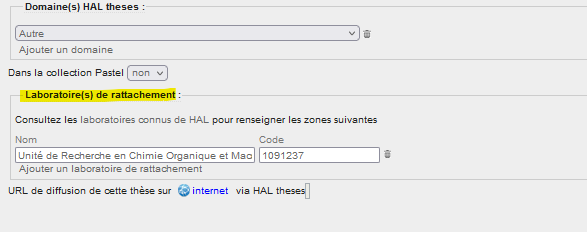 Domaine(s) HAL theses :
Autre
Ajouter un domaine
Dans la collection Pastel non
Laboratoire(s) de rattachement :
Consultez les laboratoires connus de HAL pour renseigner les zones suivantes
Nom Code
Unité de Recherche en Chimie Organique et Mac 1091237
Ajouter un laboratoire de rattachement
URL de diffusion de cette thèse sur internet via HAL theses